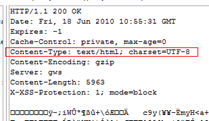 HTTP/1.1 200 OK
Date: Fri, 18 Jun 2010 10:55:31 GMT
Expires: -1
Cache-Control: private, max-age=0
Content-Type: text/html; charset=UTF-8
Content-Encoding: gzip
Server: gws
Content-Length: 5963
X-XSS-Protection: 1; mode=block